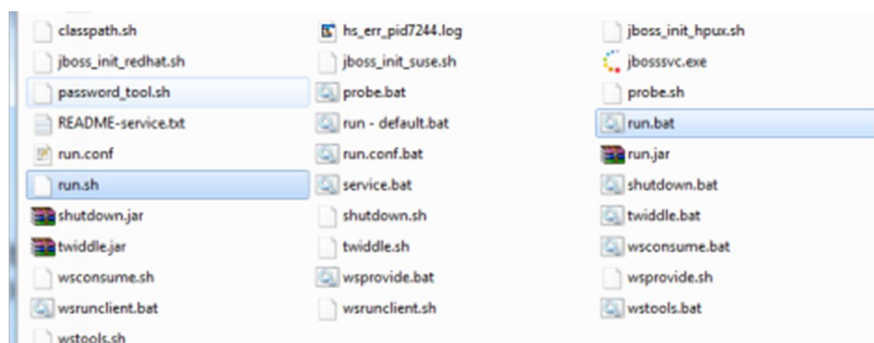 classpath.sh hs_err_pid7244.log jboss_init_hpux.sh
jboss_init_redhat.sh jboss_init_suse.sh jbosssvc.exe
password_tool.sh probe.bat probe.sh
README-service.txt run - default.bat run.bat
run.conf run.conf.bat run.jar
run.sh service.bat shutdown.bat
shutdown.jar shutdown.sh twiddle.bat
twiddle.jar twiddle.sh wsconsume.bat
wsconsume.sh wsprovide.bat wsprovide.sh
wsrunclient.bat wsrunclient.sh wstools.bat
wstools.sh